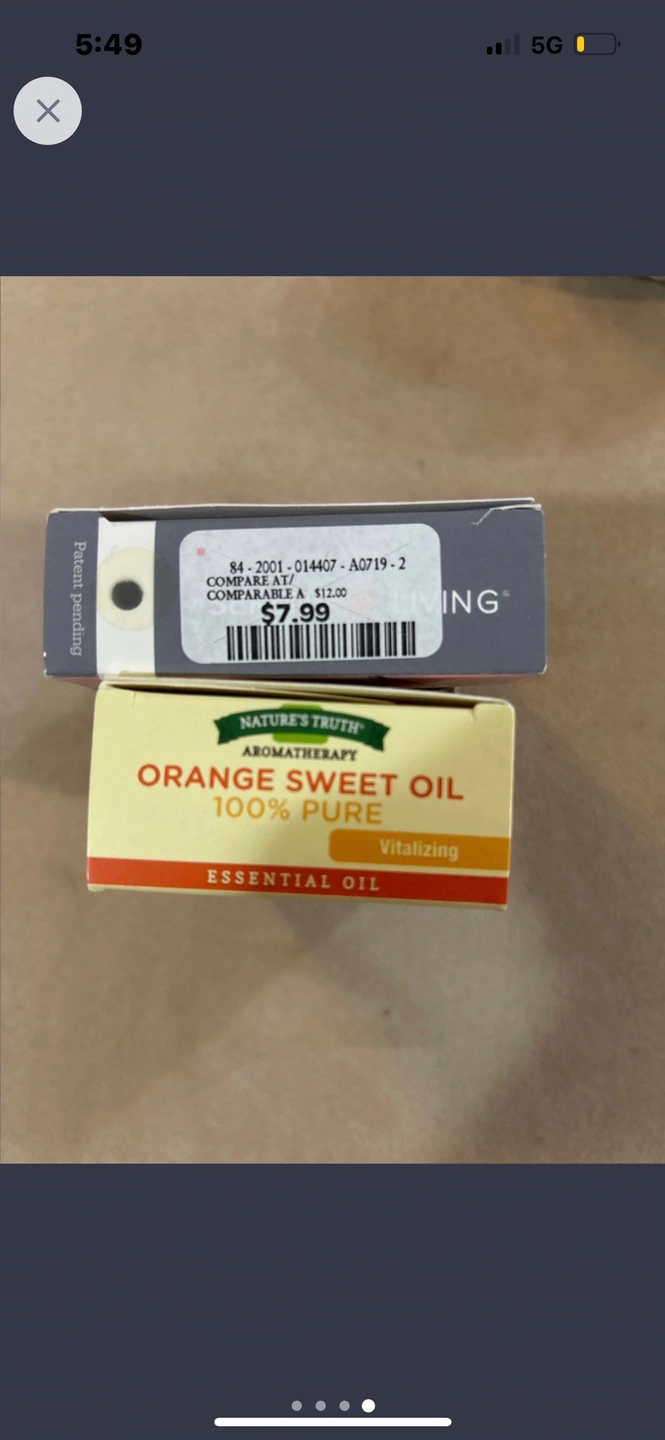 5:49
5G
Patent pending
84 - 2001 - 014407 - A0719 - 2
COMPARE AT/
COMPARABLE A $12.00
$7.99
NATURE'S TRUTH®
AROMATHERAPY
ORANGE SWEET OIL
100% PURE
Vitalizing
ESSENTIAL OIL